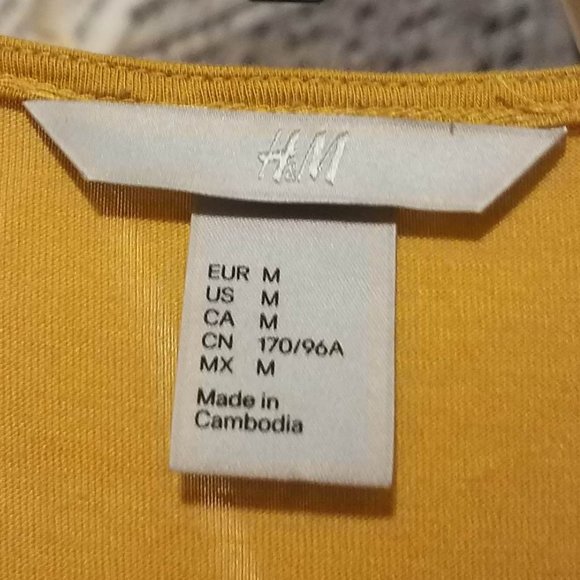 H&M
EUR M
US M
CA M
CN 170/96A
MX M
Made in
Cambodia